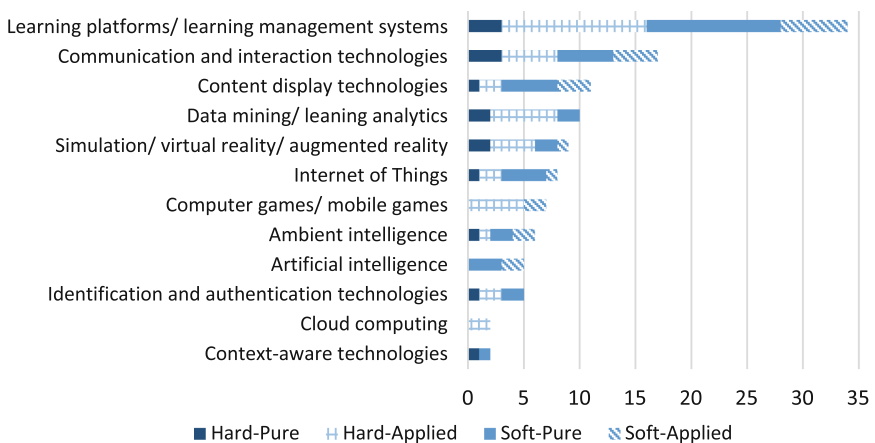 Learning platforms/ learning management systems
Communication and interaction technologies
Content display technologies
Data mining/ leaning analytics
Simulation/ virtual reality/ augmented reality
Internet of Things
Computer games/ mobile games
Ambient intelligence
Artificial intelligence
Identification and authentication technologies
Cloud computing
Context-aware technologies
0 5 10 15 20 25 30 35
Hard-Pure Hard-Applied Soft-Pure Soft-Applied